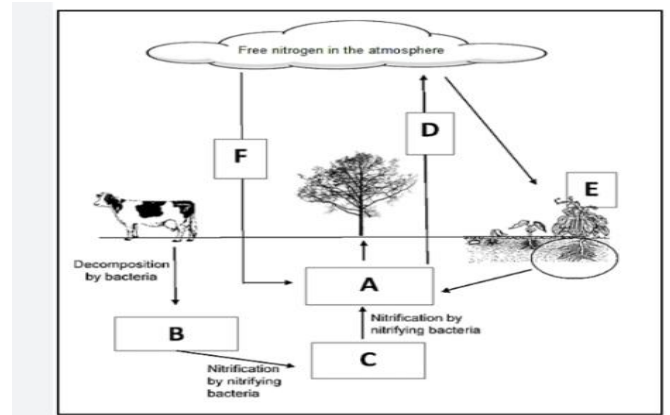 Free nitrogen in the atmosphere
D
F
E
Decomposition
by bacteria
A
Nitrification by
nitrifying bacteria
B
C
Nitrification
by nitrifying
bacteria